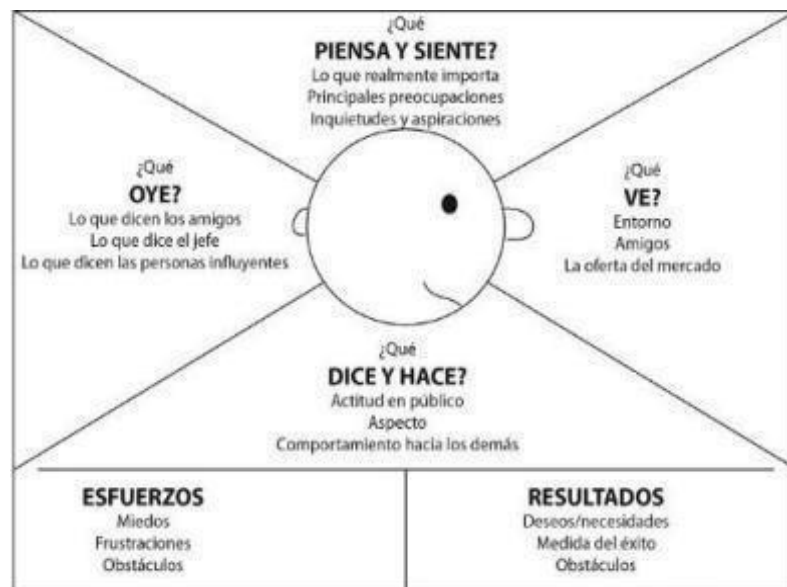 ¿Qué
PIENSA Y SIENTE?
Lo que realmente importa
Principales preocupaciones
Inquietudes y aspiraciones
¿Qué
OYE?
Lo que dicen los amigos
Lo que dice el jefe
Lo que dicen las personas influyentes
¿Qué
VE?
Entorno
Amigos
La oferta del mercado
¿Qué
DICE Y HACE?
Actitud en público
Aspecto
Comportamiento hacia los demás
ESFUERZOS
Miedos
Frustraciones
Obstáculos
RESULTADOS
Deseos/necesidades
Medida del éxito
Obstáculos